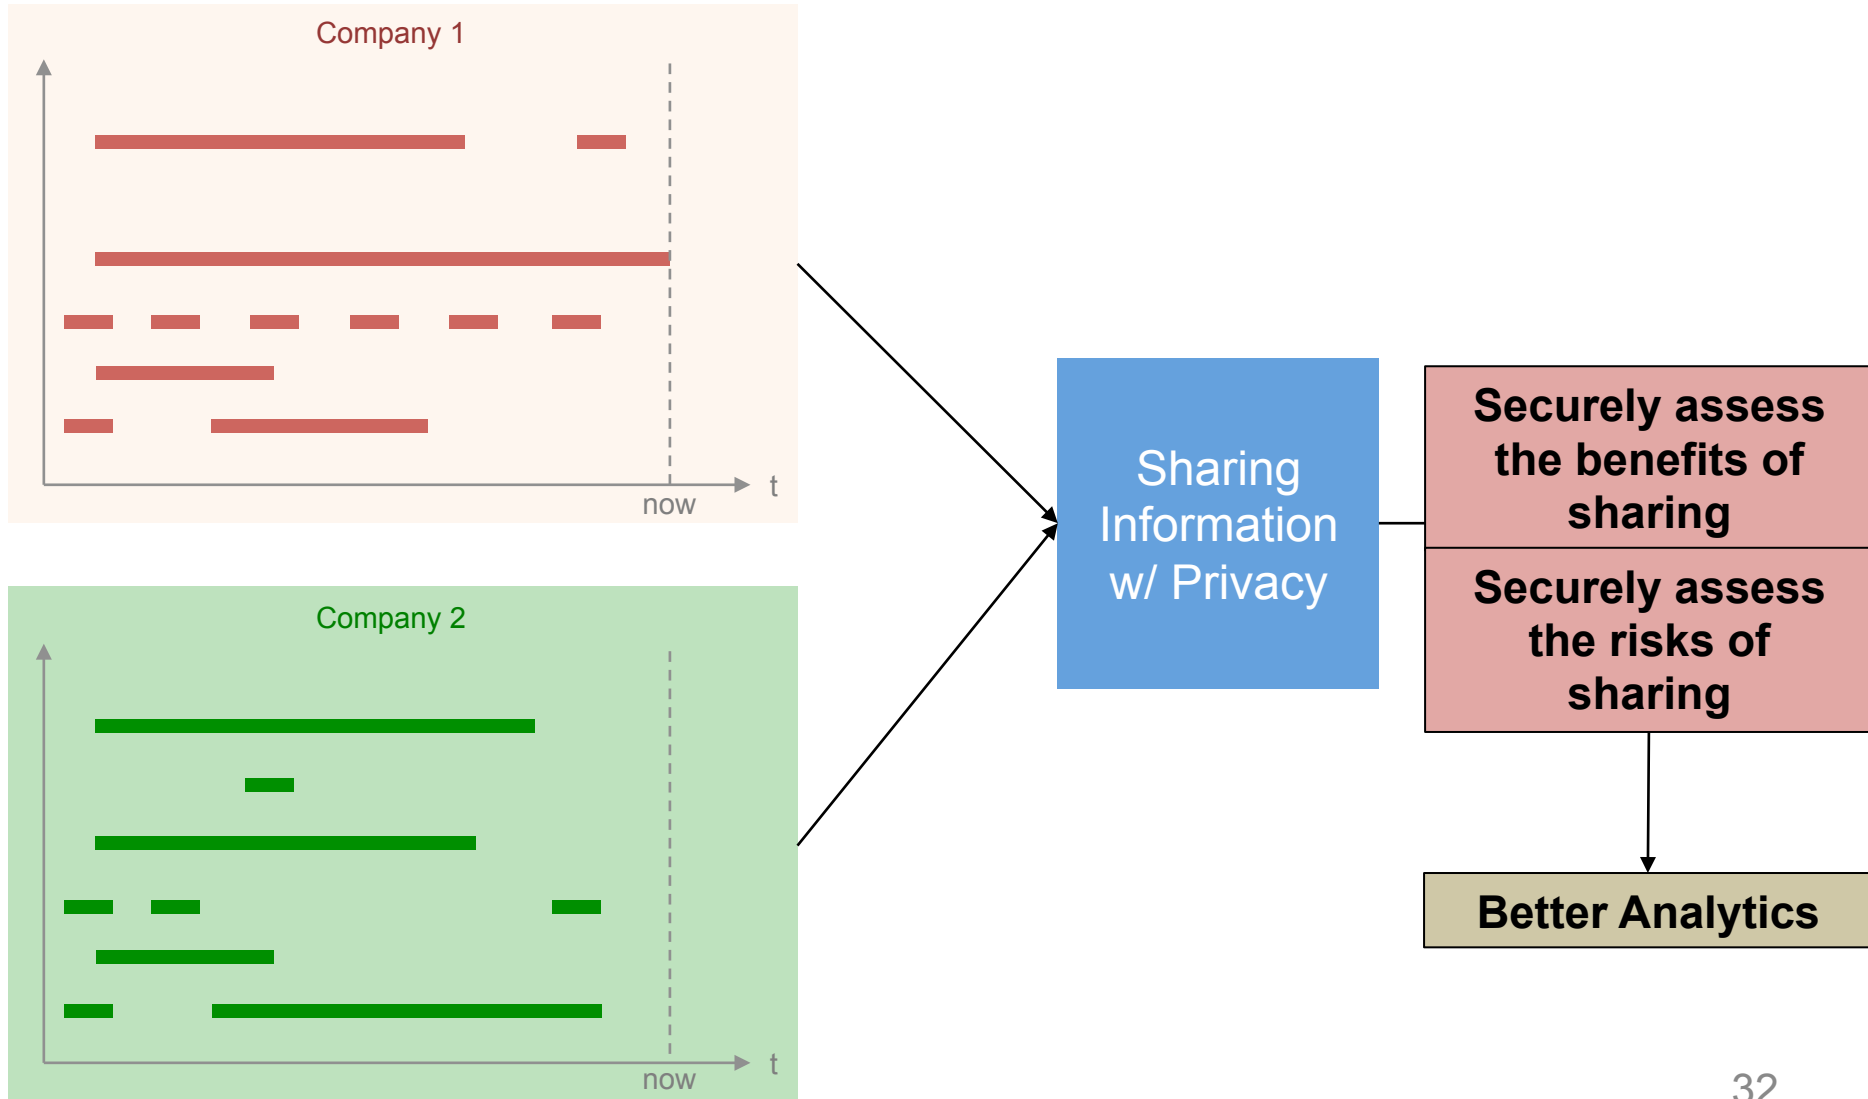 Company 1
t
now
Company 2
t
now
Sharing
Information
w/ Privacy
Securely assess
the benefits of
sharing
Securely assess
the risks of
sharing
Better Analytics
32